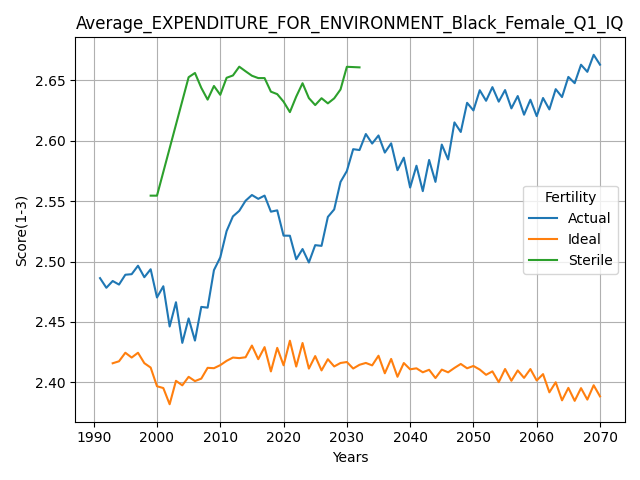 Average_EXPENDITURE_FOR_ENVIRONMENT_Black_Female_Q1_IQ
Score(1-3)
2.65
2.60
2.55
2.50
2.45
2.40
Fertility
Actual
Ideal
Sterile
1990 2000 2010 2020 2030 2040 2050 2060 2070
Years